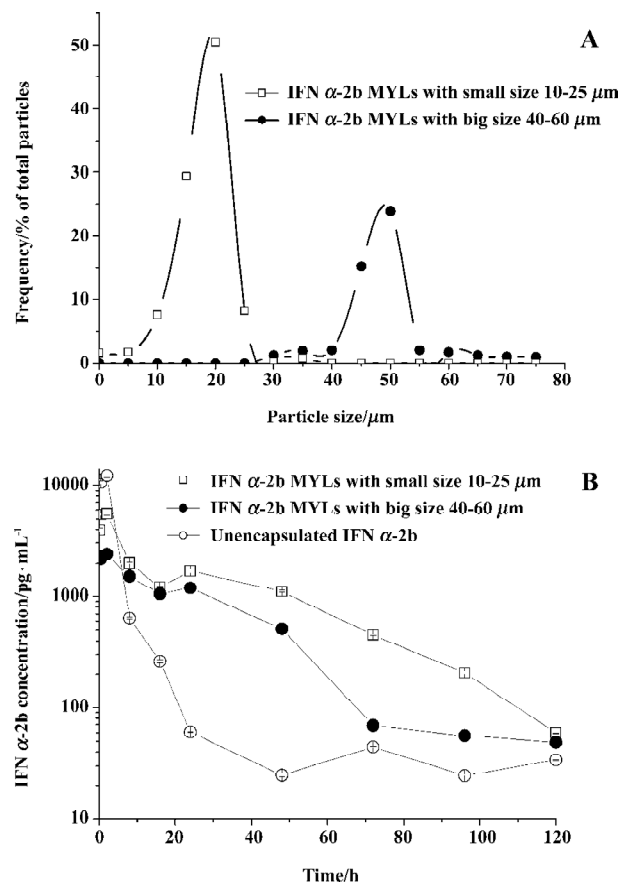 A
IFN α-2b MYLs with small size 10-25 μm
IFN α-2b MYLs with big size 40-60 μm
Frequency/% of total particles
50
40
30
20
10
0
0 10 20 30 40 50 60 70 80
Particle size/μm
B
IFN α-2b MYLs with small size 10-25 μm
IFN α-2b MYLs with big size 40-60 μm
Unencapsulated IFN α-2b
IFN α-2b concentration/pg·mL⁻¹
10000
1000
100
10
0 20 40 60 80 100 120
Time/h